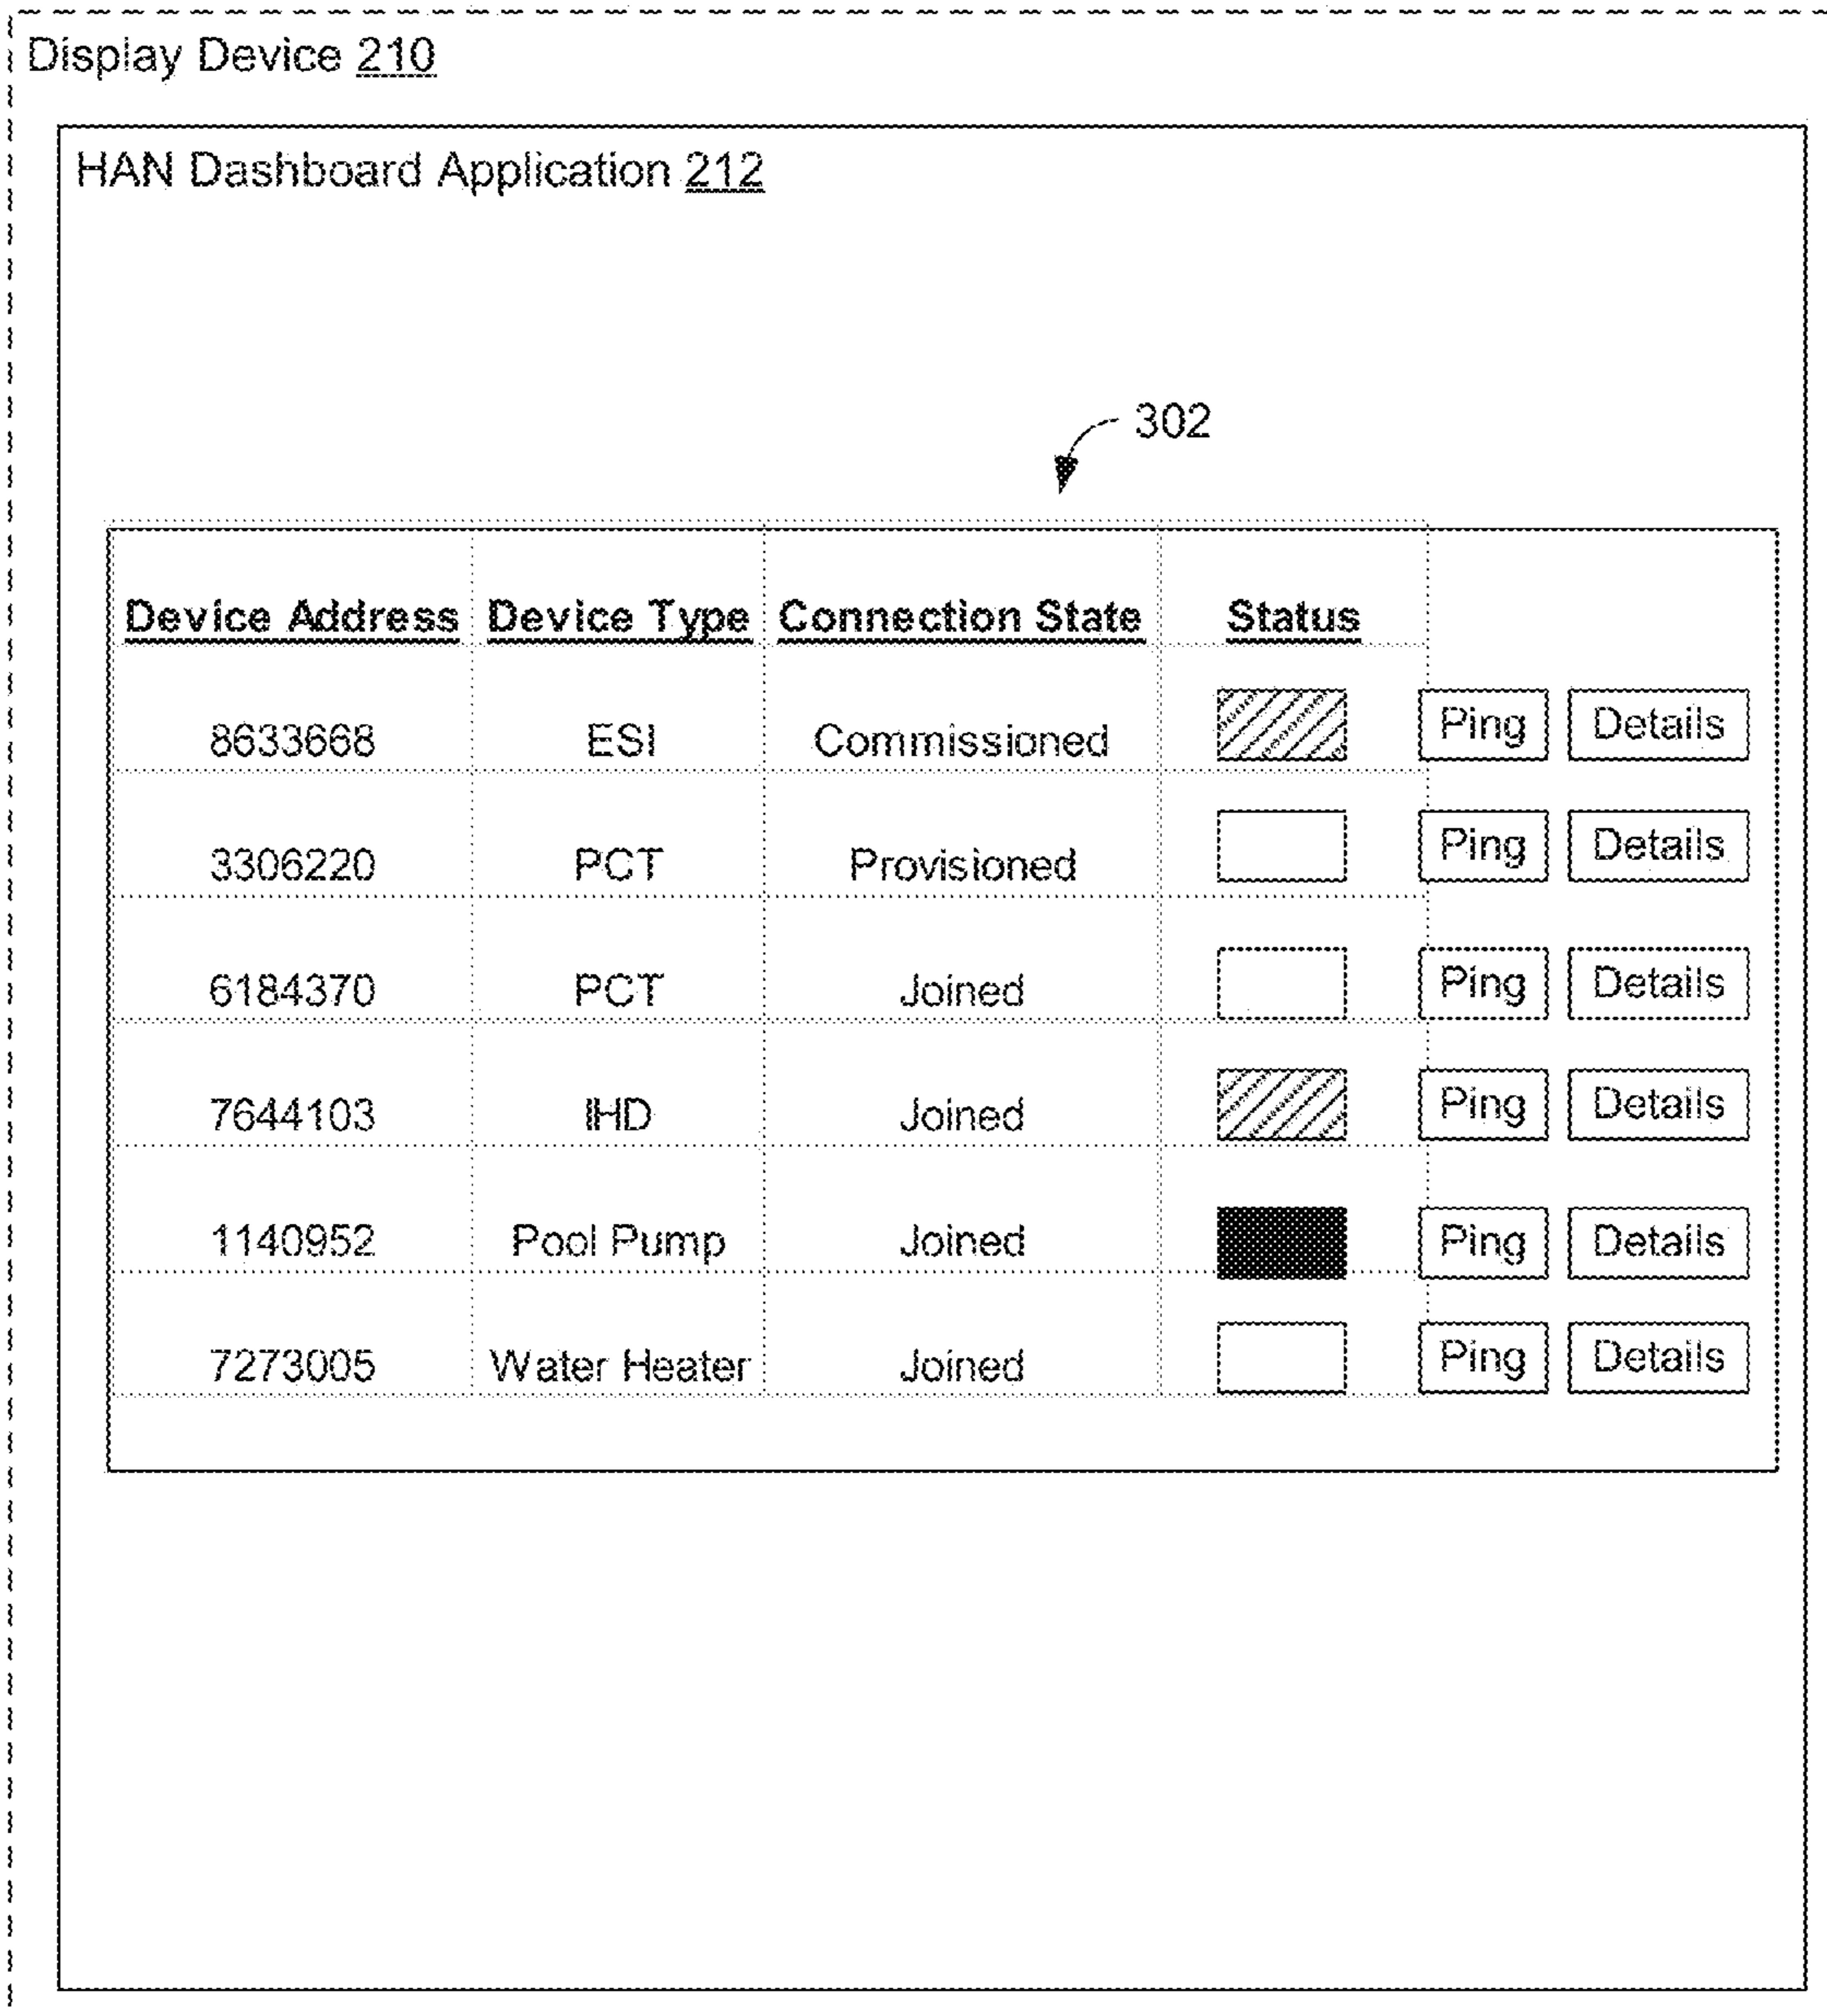 Display Device 210
HAN Dashboard Application 212
302
Device Address Device Type Connection State Status
8633668 ESI Commissioned Ping Details
3306220 PCT Provisioned Ping Details
6184370 PCT Joined Ping Details
7644103 IHD Joined Ping Details
1140952 Pool Pump Joined Ping Details
7273005 Water Heater Joined Ping Details